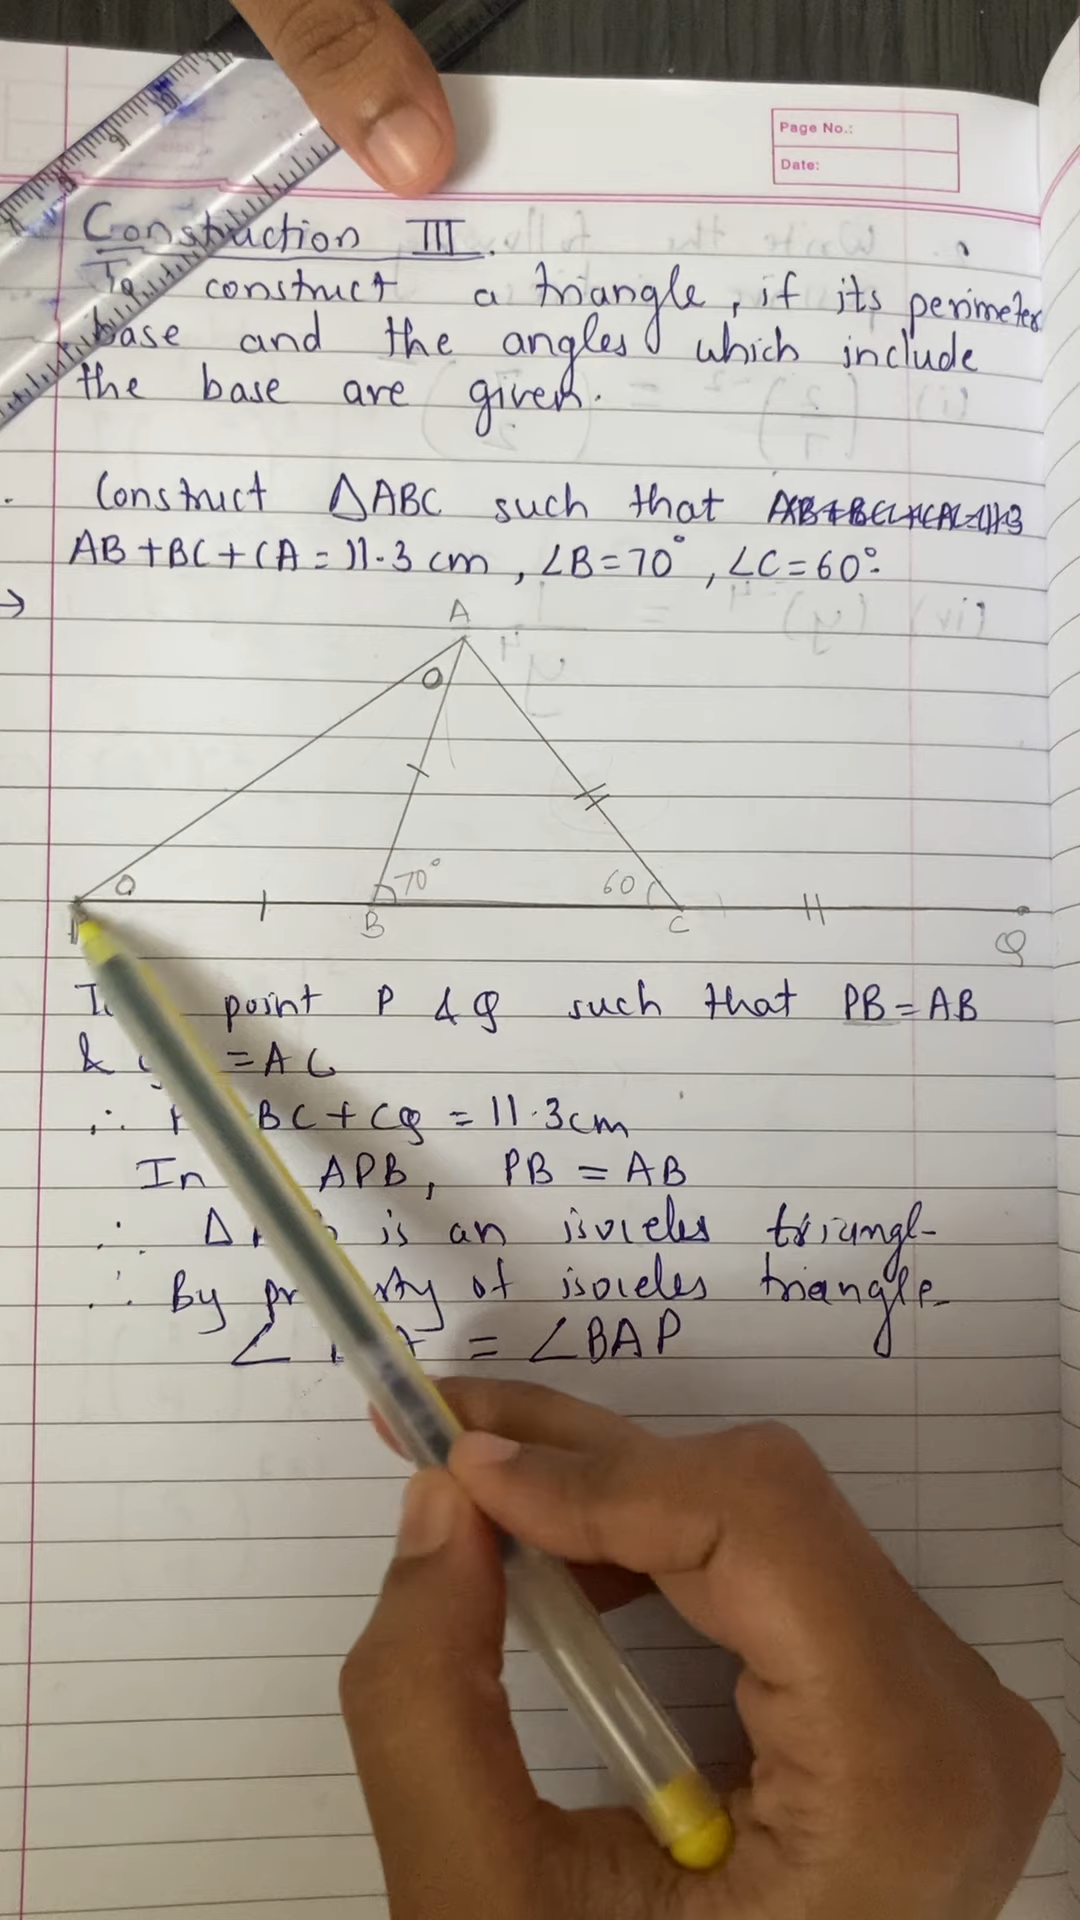 Page No.:
Date:
Construction III.
To construct a triangle, if its perimeter
base and the angles which include
the base are given.
Construct △ABC such that
AB+BC+CA=11.3 cm, ∠B=70°, ∠C=60°.
→
A
70°
60
B
C
Q
point P & Q such that PB=AB
& =AC
∴ BC+CQ = 11.3cm
In APB, PB = AB
∴ △ is an isoceles triangl-
∴ By of isoceles triangle
∠ = ∠BAP